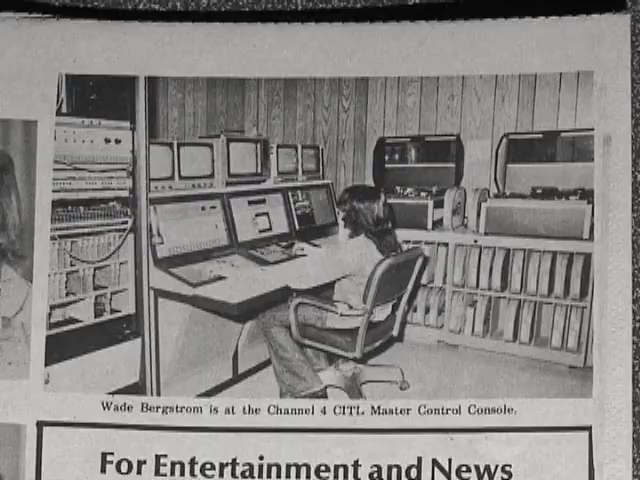 Wade Bergstrom is at the Channel 4 CITL Master Control Console.
For Entertainment and News